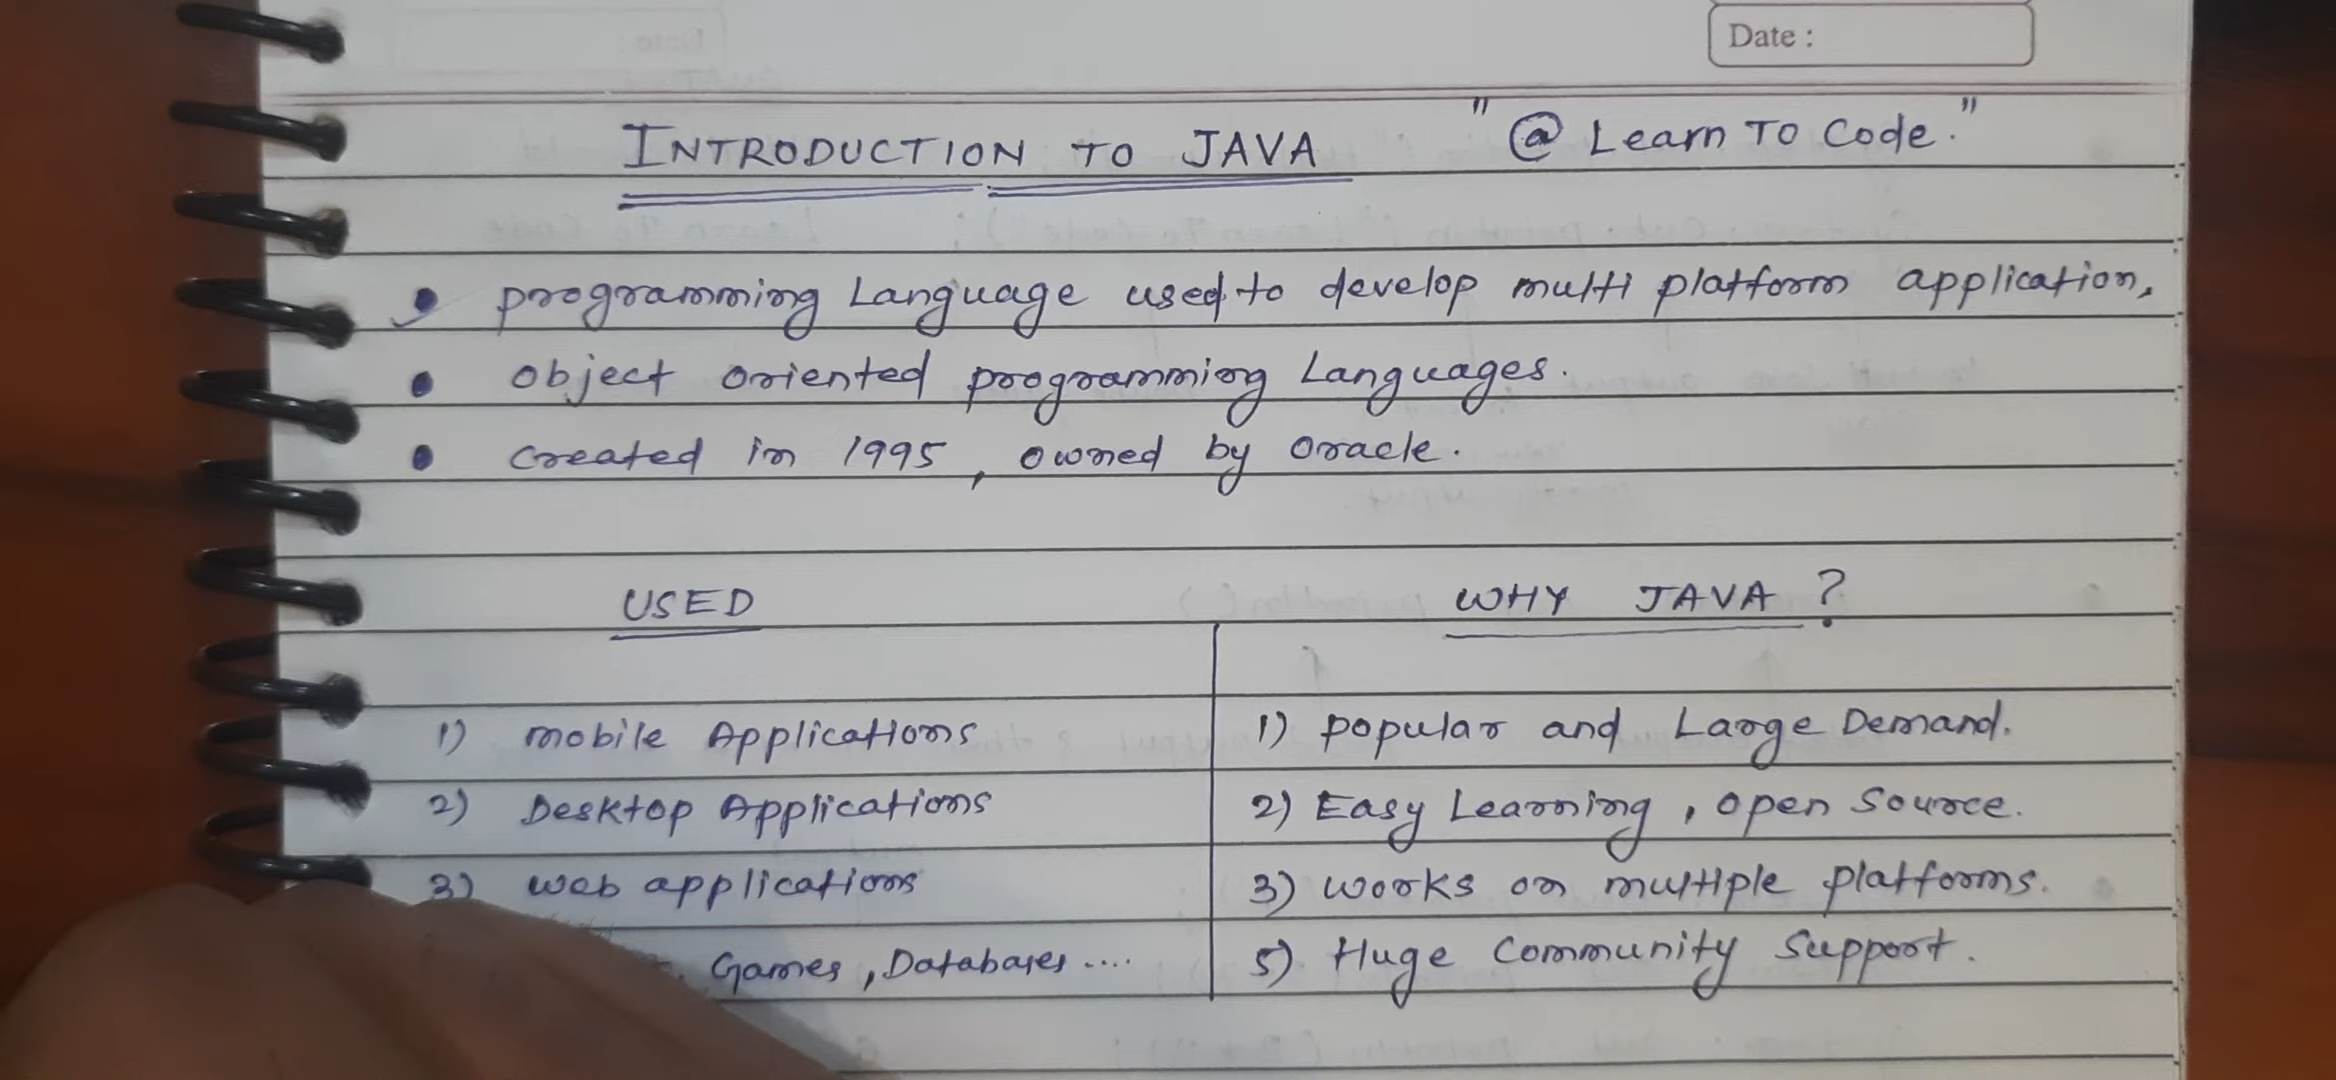 Date :
INTRODUCTION TO JAVA "@ Learn To Code."
• programming Language used to develop multi platform application,
• object oriented programming Languages.
• created in 1995, owned by oracle.
USED WHY JAVA ?
1) mobile Applications 1) popular and Large Demand.
2) Desktop Applications 2) Easy Learning, open source.
3) web applications 3) works on multiple platforms.
Games, Databases .... 5) Huge Community Support.